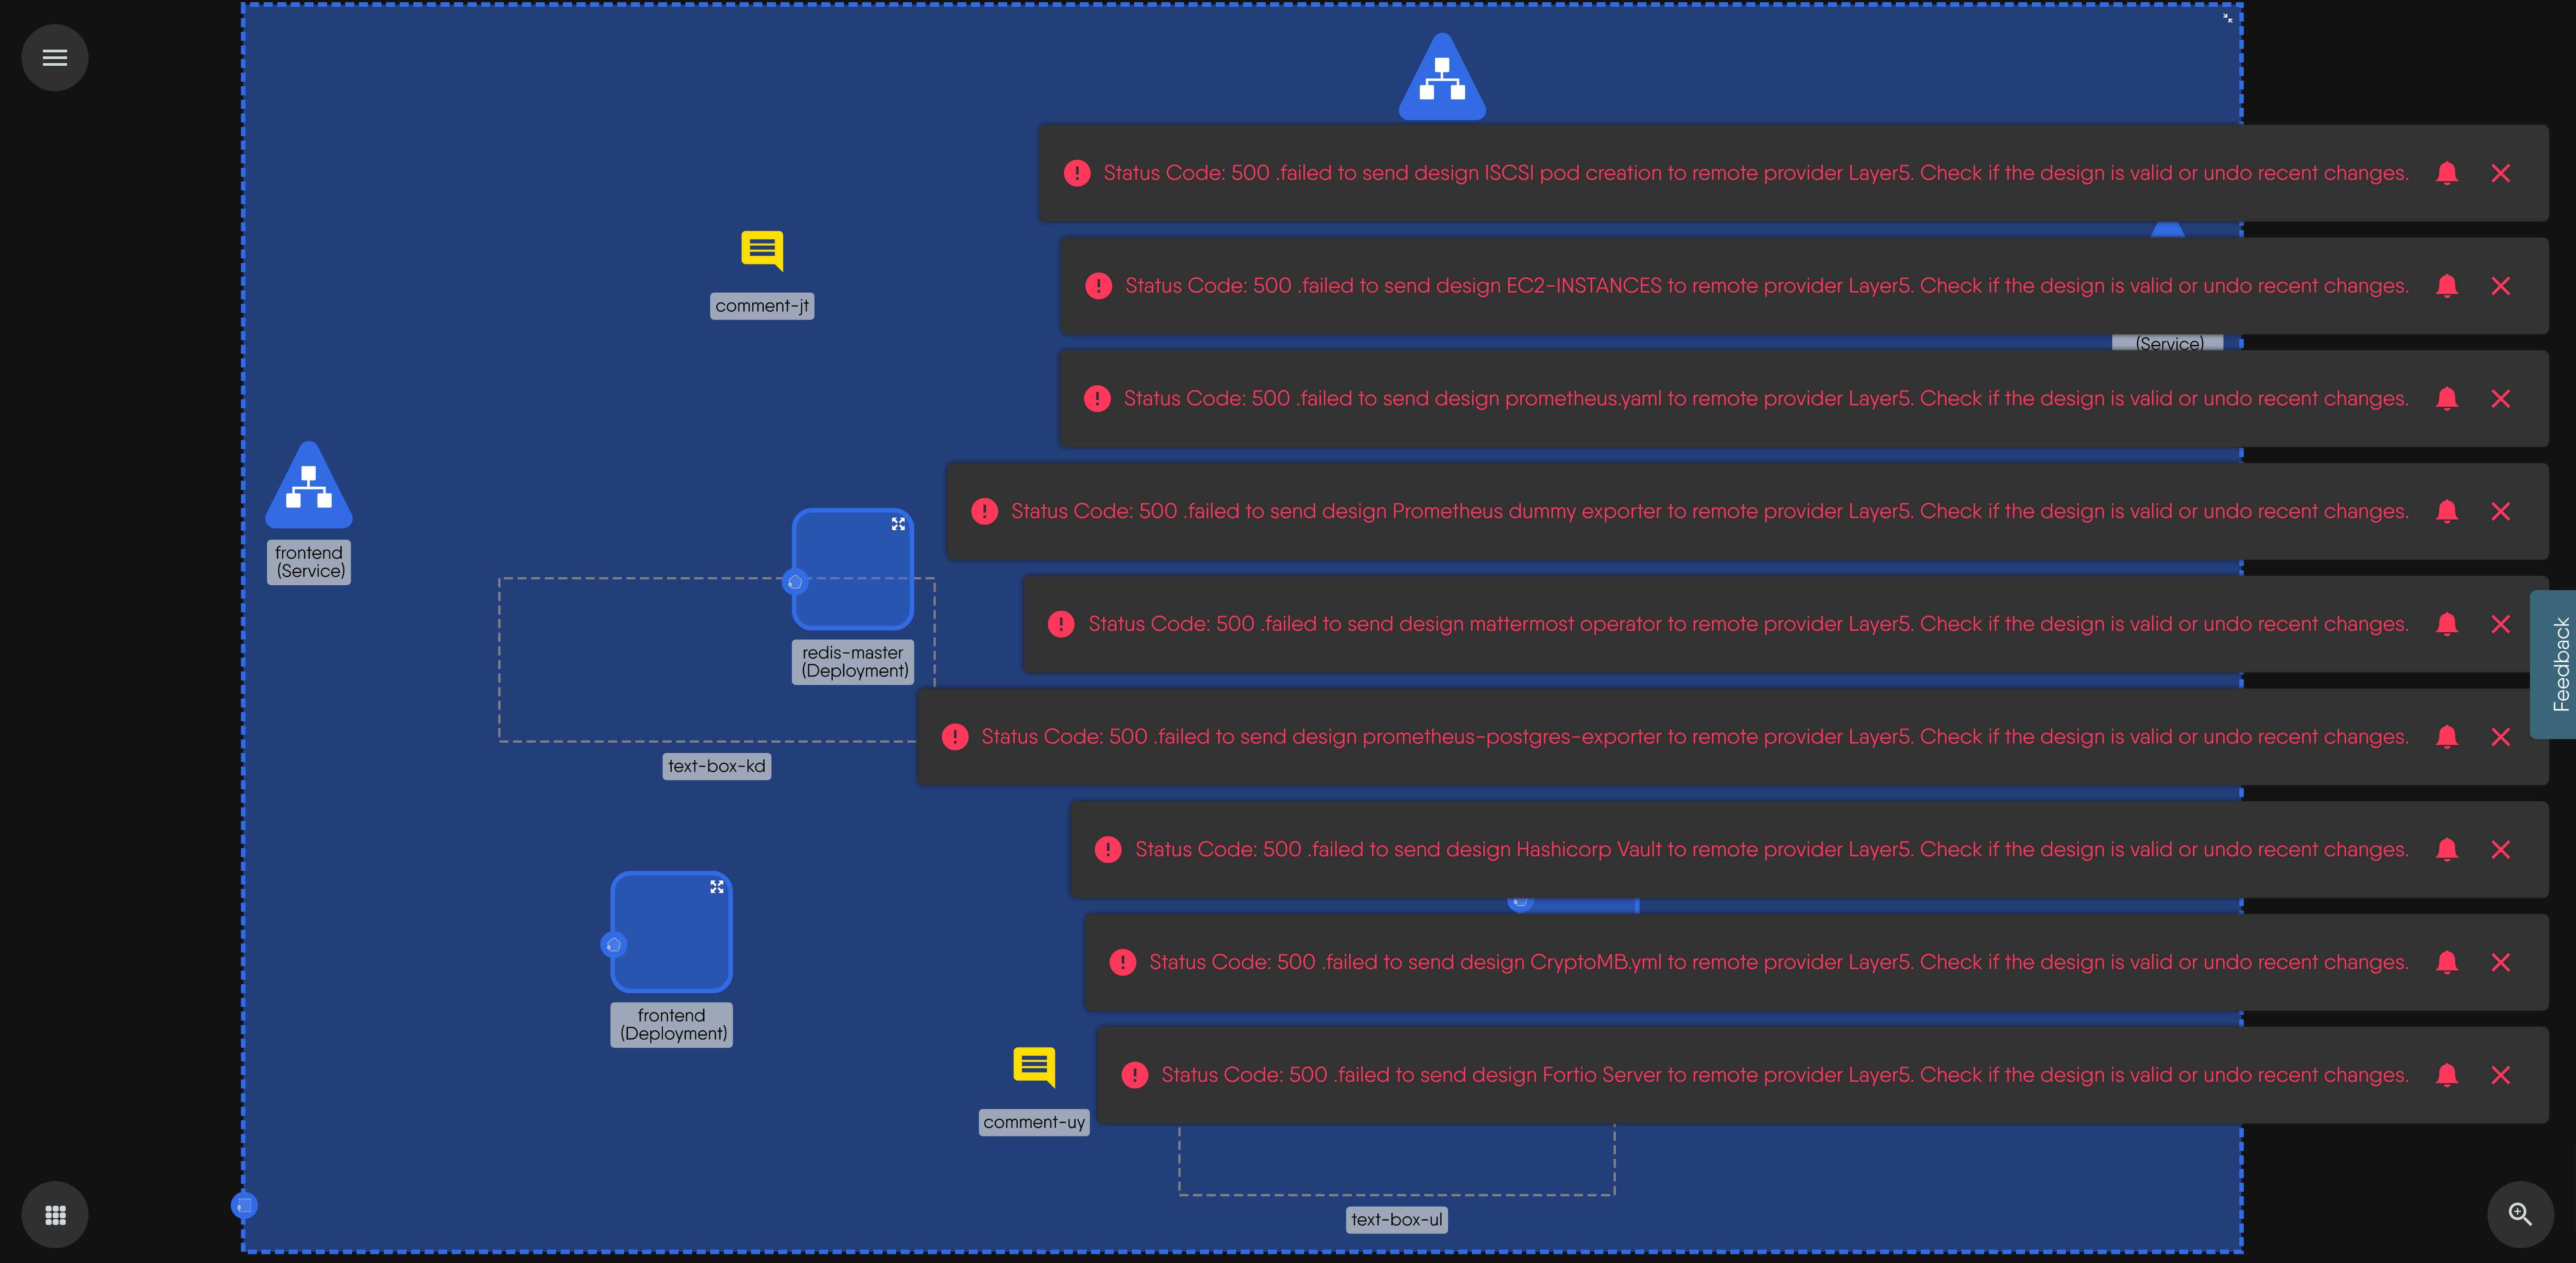 Status Code: 500 .failed to send design ISCSI pod creation to remote provider Layer5. Check if the design is valid or undo recent changes.
comment-jt
Status Code: 500 .failed to send design EC2-INSTANCES to remote provider Layer5. Check if the design is valid or undo recent changes.
(Service)
Status Code: 500 .failed to send design prometheus.yaml to remote provider Layer5. Check if the design is valid or undo recent changes.
Status Code: 500 .failed to send design Prometheus dummy exporter to remote provider Layer5. Check if the design is valid or undo recent changes.
frontend
(Service)
Status Code: 500 .failed to send design mattermost operator to remote provider Layer5. Check if the design is valid or undo recent changes.
redis-master
(Deployment)
Feedback
Status Code: 500 .failed to send design prometheus-postgres-exporter to remote provider Layer5. Check if the design is valid or undo recent changes.
text-box-kd
Status Code: 500 .failed to send design Hashicorp Vault to remote provider Layer5. Check if the design is valid or undo recent changes.
Status Code: 500 .failed to send design CryptoMB.yml to remote provider Layer5. Check if the design is valid or undo recent changes.
frontend
(Deployment)
Status Code: 500 .failed to send design Fortio Server to remote provider Layer5. Check if the design is valid or undo recent changes.
comment-uy
text-box-ul